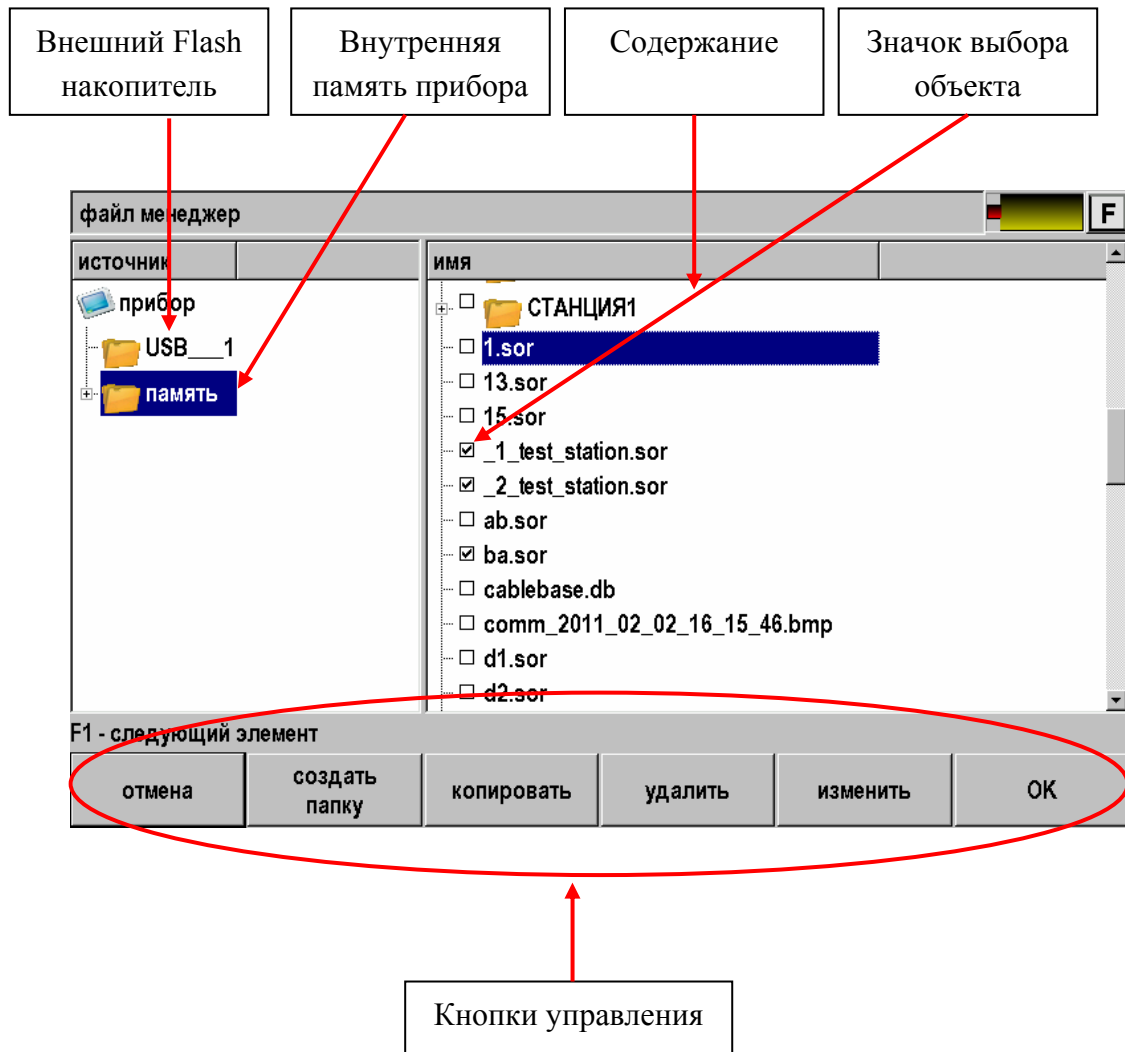 Внешний Flash
накопитель
Внутренняя
память прибора
Содержание
Значок выбора
объекта
файл менеджер
F
источник
имя
прибор
USB___1
память
СТАНЦИЯ1
1.sor
13.sor
15.sor
_1_test_station.sor
_2_test_station.sor
ab.sor
ba.sor
cablebase.db
comm_2011_02_02_16_15_46.bmp
d1.sor
d2.sor
F1 - следующий элемент
отмена
создать
папку
копировать
удалить
изменить
OK
Кнопки управления